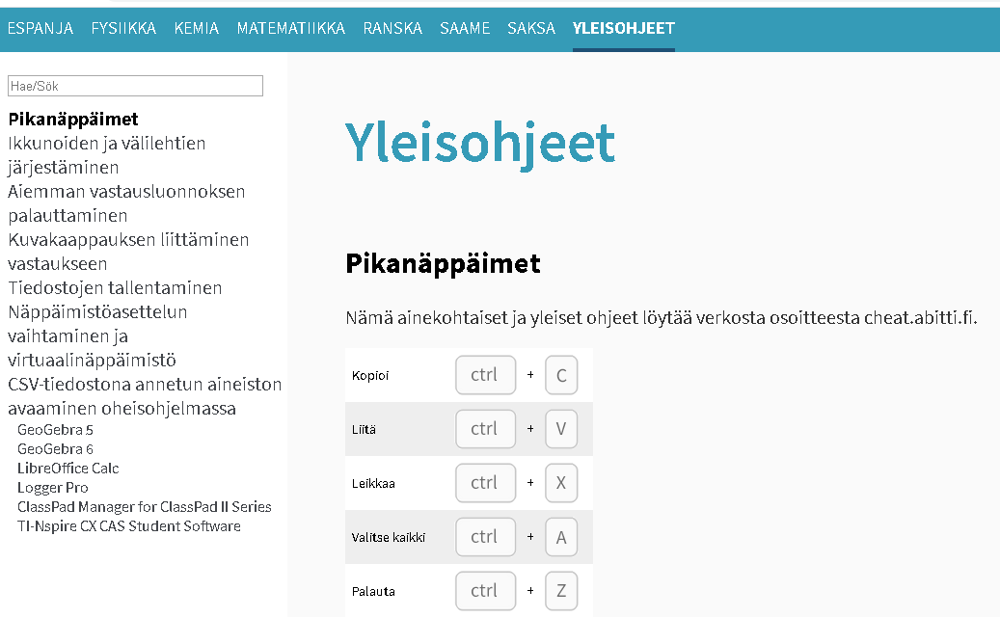 ESPANJA FYSIIKKA KEMIA MATEMATIIKKA RANSKA SAAME SAKSA YLEISOHJEET
Hae/Sök
Pikanäppäimet
Ikkunoiden ja välilehtien
järjestäminen
Aiemman vastausluonnoksen
palauttaminen
Kuvakaappauksen liittäminen
vastaukseen
Tiedostojen tallentaminen
Näppäimistöasettelun
vaihtaminen ja
virtuaalinäppäimistö
CSV-tiedostona annetun aineiston
avaaminen oheisohjelmassa
GeoGebra 5
GeoGebra 6
LibreOffice Calc
Logger Pro
ClassPad Manager for ClassPad II Series
TI-Nspire CX CAS Student Software
Yleisohjeet
Pikanäppäimet
Nämä ainekohtaiset ja yleiset ohjeet löytää verkosta osoitteesta cheat.abitti.fi.
Kopioi ctrl + C
Liitä ctrl + V
Leikkaa ctrl + X
Valitse kaikki ctrl + A
Palauta ctrl + Z